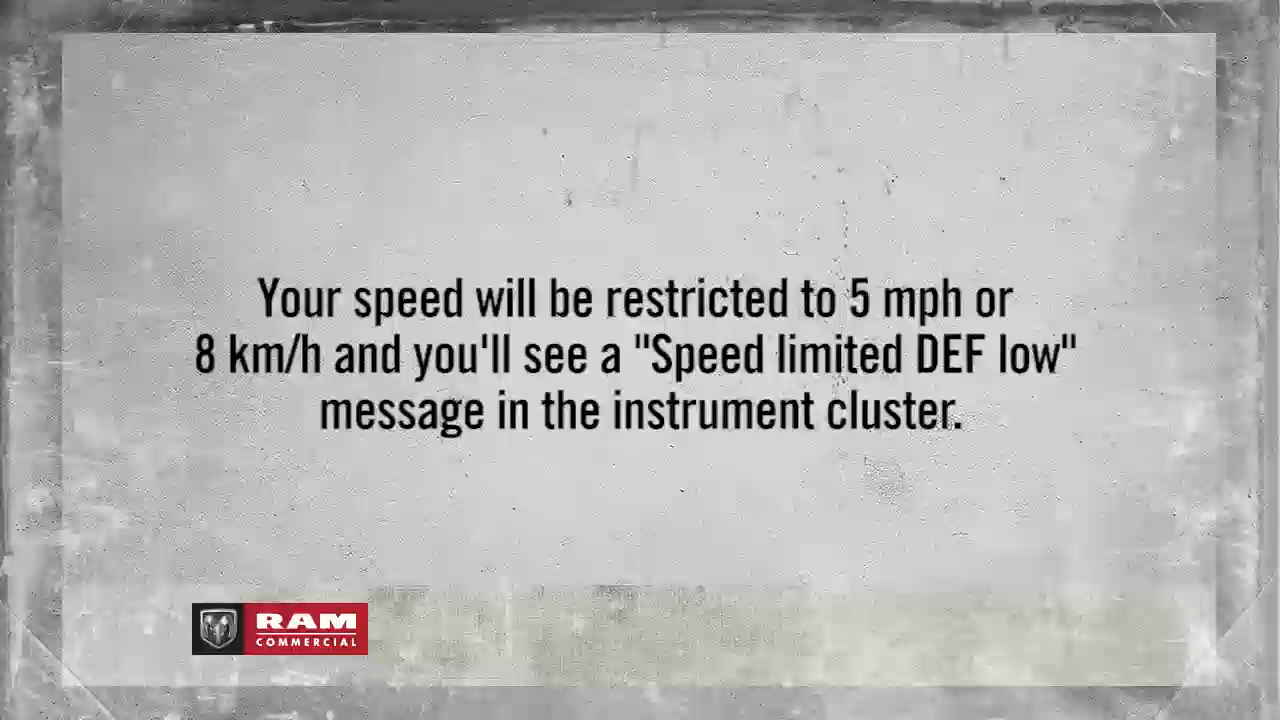 Your speed will be restricted to 5 mph or
8 km/h and you'll see a "Speed limited DEF low"
message in the instrument cluster.
RAM
COMMERCIAL